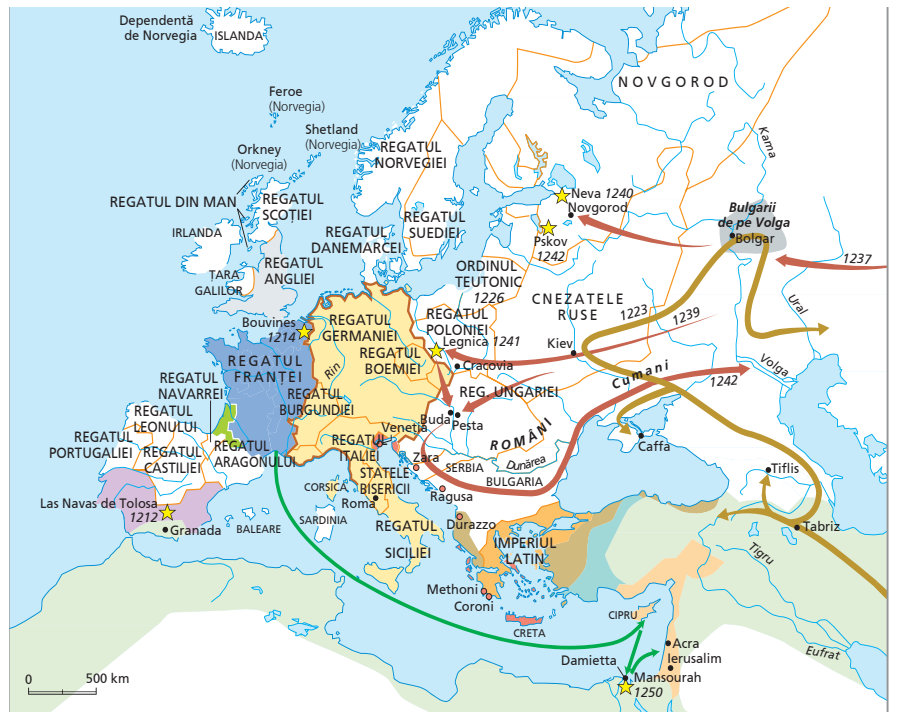 Dependentă
de Norvegia
ISLANDA
NOVGOROD
Feroe
(Norvegia)
Kama
Shetland
(Norvegia)
Orkney
(Norvegia)
REGATUL
NORVEGIEI
REGATUL DIN MAN
REGATUL
SCOȚIEI
Neva 1240
Novgorod
Bulgarii
de pe Volga
Bolgar
IRLANDA
REGATUL
DANEMARCEI
REGATUL
SUEDIEI
Pskov
1242
1237
REGATUL
ANGLIEI
TARA
GALILOR
ORDINUL
TEUTONIC
1226
CNEZATELE
RUSE
1223
1239
Ural
Bouvines
1214
REGATUL
GERMANIEI
REGATUL
POLONIEI
Legnica 1241
Kiev
REGATUL
FRANȚEI
Rin
REGATUL
BOEMIEI
Cracovia
Cumani
Volga
1242
REGATUL
NAVARREI
REGATUL
BURGUNDIEI
REG. UNGARIEI
REGATUL
LEONULUI
Buda
Pesta
ROMÂNI
REGATUL
PORTUGALIEI
REGATUL
CASTILIEI
REGATUL
ARAGONULUI
REGATUL
ITALIEI
Veneția
Caffa
Zara
SERBIA
Dunărea
BULGARIA
Tiflis
CORSICA
STATELE
BISERICII
Ragusa
Las Navas de Tolosa
1212
Roma
Granada
BALEARE
SARDINIA
REGATUL
SICILIEI
Durazzo
IMPERIUL
LATIN
Tabriz
Tigru
Methoni
Coroni
CRETA
CIPRU
Acra
Ierusalim
Eufrat
Damietta
Mansourah
1250
0 500 km